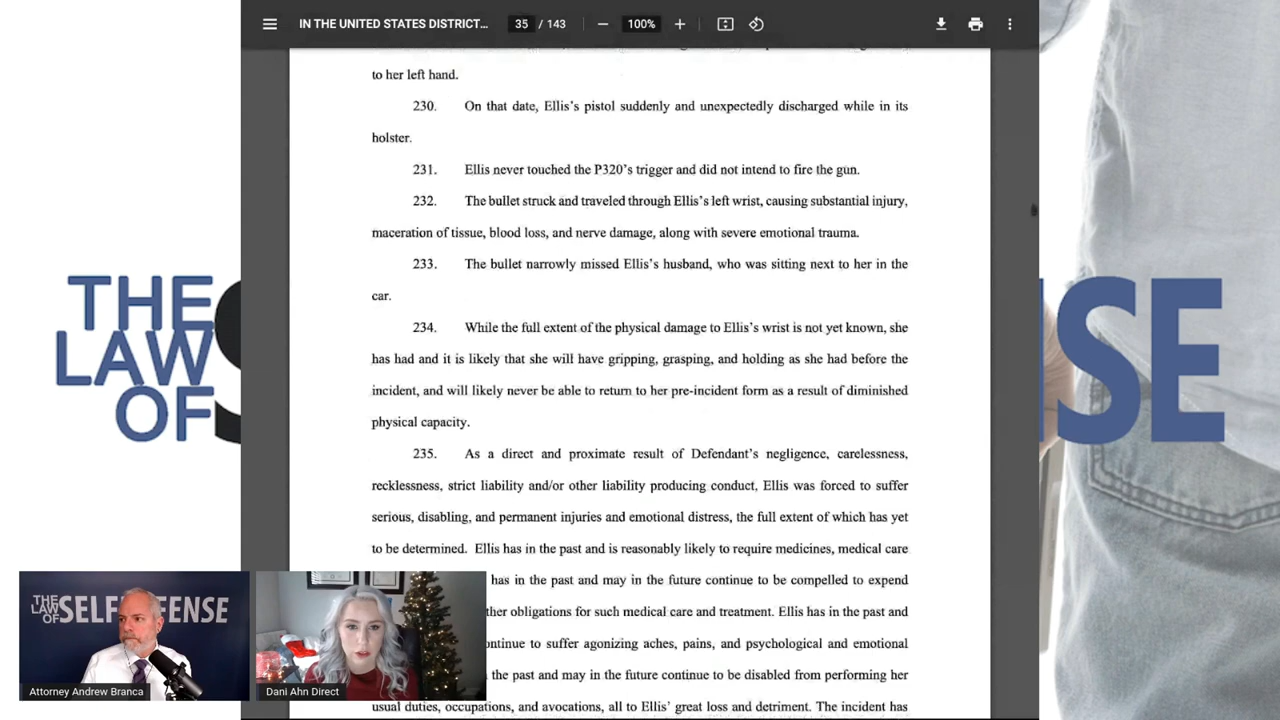 IN THE UNITED STATES DISTRICT...
35 / 143
100%
to her left hand.
230. On that date, Ellis's pistol suddenly and unexpectedly discharged while in its
holster.
231. Ellis never touched the P320's trigger and did not intend to fire the gun.
232. The bullet struck and traveled through Ellis's left wrist, causing substantial injury,
maceration of tissue, blood loss, and nerve damage, along with severe emotional trauma.
233. The bullet narrowly missed Ellis's husband, who was sitting next to her in the
car.
234. While the full extent of the physical damage to Ellis's wrist is not yet known, she
has had and it is likely that she will have gripping, grasping, and holding as she had before the
incident, and will likely never be able to return to her pre-incident form as a result of diminished
physical capacity.
235. As a direct and proximate result of Defendant's negligence, carelessness,
recklessness, strict liability and/or other liability producing conduct, Ellis was forced to suffer
serious, disabling, and permanent injuries and emotional distress, the full extent of which has yet
to be determined. Ellis has in the past and is reasonably likely to require medicines, medical care
has in the past and may in the future continue to be compelled to expend
ther obligations for such medical care and treatment. Ellis has in the past and
ontinue to suffer agonizing aches, pains, and psychological and emotional
the past and may in the future continue to be disabled from performing her
usual duties, occupations, and avocations, all to Ellis' great loss and detriment. The incident has
THE
LAW
OF
S
NSE
THE
LAW
OF
SELF DEFENSE
Attorney Andrew Branca
Dani Ahn Direct